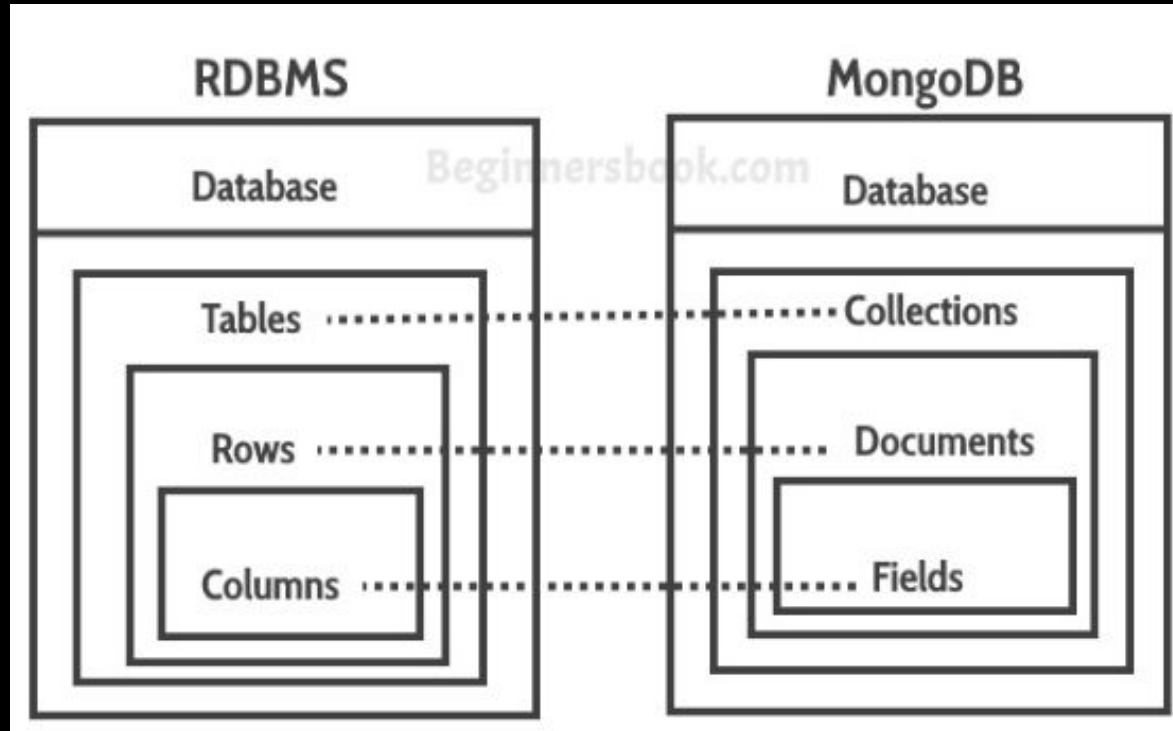 RDBMS
MongoDB
Beginnersbook.com
Database
Database
Tables
Collections
Rows
Documents
Columns
Fields